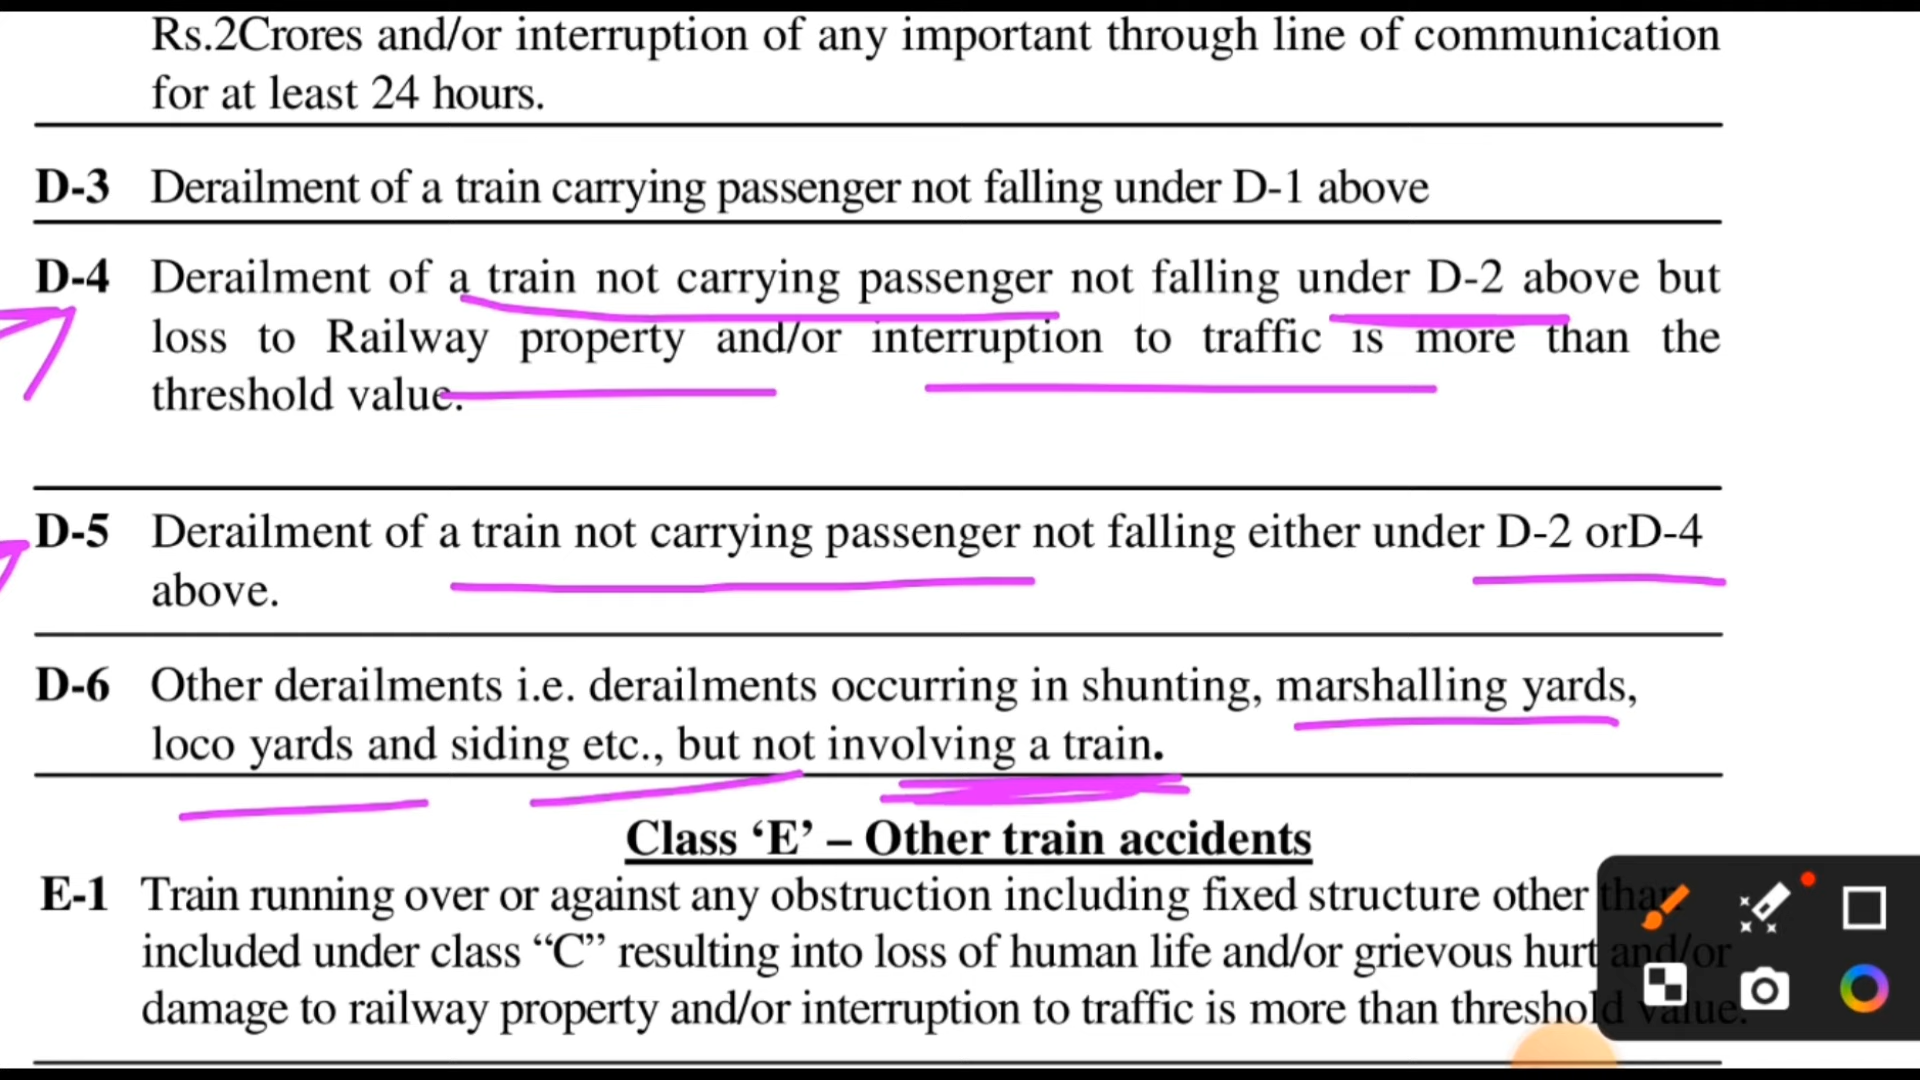 Rs.2Crores and/or interruption of any important through line of communication
for at least 24 hours.
D-3 Derailment of a train carrying passenger not falling under D-1 above
D-4 Derailment of a train not carrying passenger not falling under D-2 above but
loss to Railway property and/or interruption to traffic is more than the
threshold value.
D-5 Derailment of a train not carrying passenger not falling either under D-2 orD-4
above.
D-6 Other derailments i.e. derailments occurring in shunting, marshalling yards,
loco yards and siding etc., but not involving a train.
Class ‘E’ – Other train accidents
E-1 Train running over or against any obstruction including fixed structure other than
included under class “C” resulting into loss of human life and/or grievous hurt and/or
damage to railway property and/or interruption to traffic is more than threshold value.